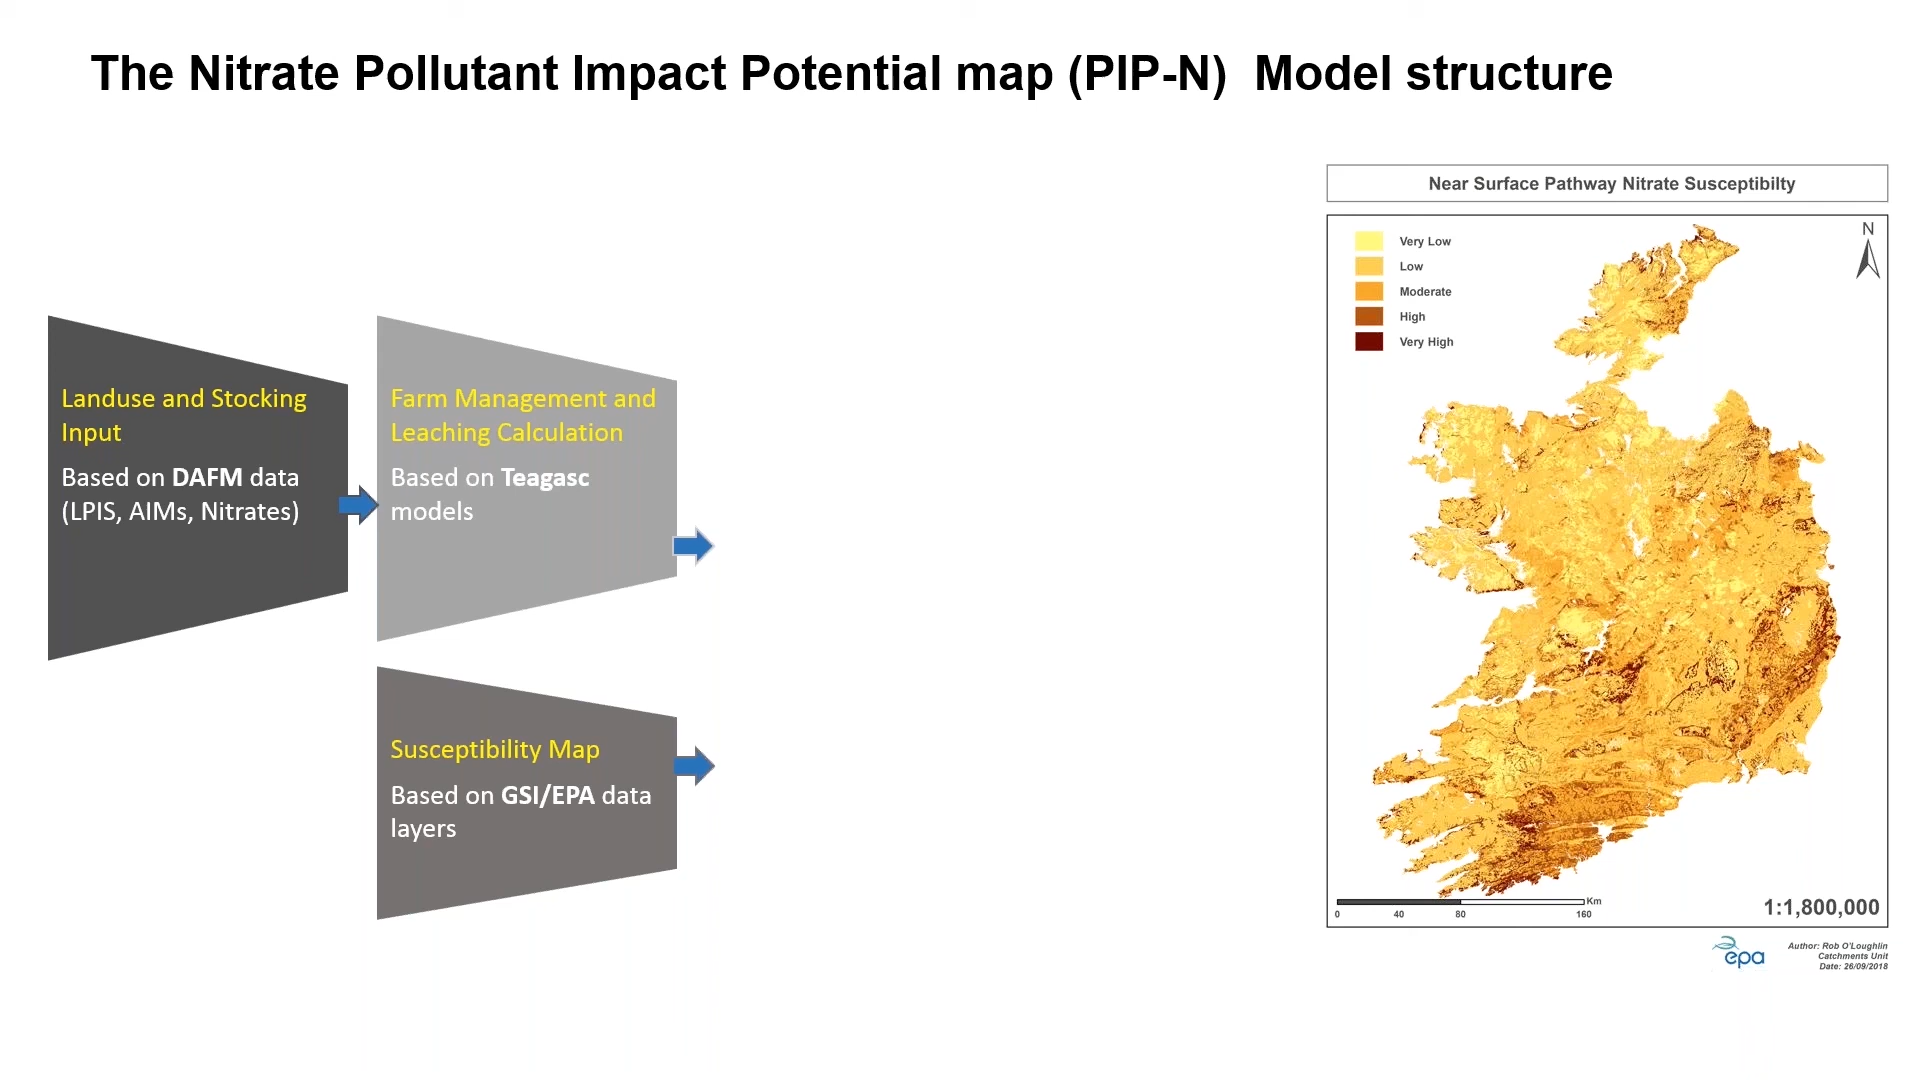 The Nitrate Pollutant Impact Potential map (PIP-N)  Model structure
Landuse and Stocking
Input
Based on DAFM data
(LPIS, AIMs, Nitrates)
Farm Management and
Leaching Calculation
Based on Teagasc
models
Susceptibility Map
Based on GSI/EPA data
layers
Near Surface Pathway Nitrate Susceptibilty
N
Very Low
Low
Moderate
High
Very High
Km
0 40 80 160
1:1,800,000
epa
Author: Rob O'Loughlin
Catchments Unit
Date: 26/09/2018